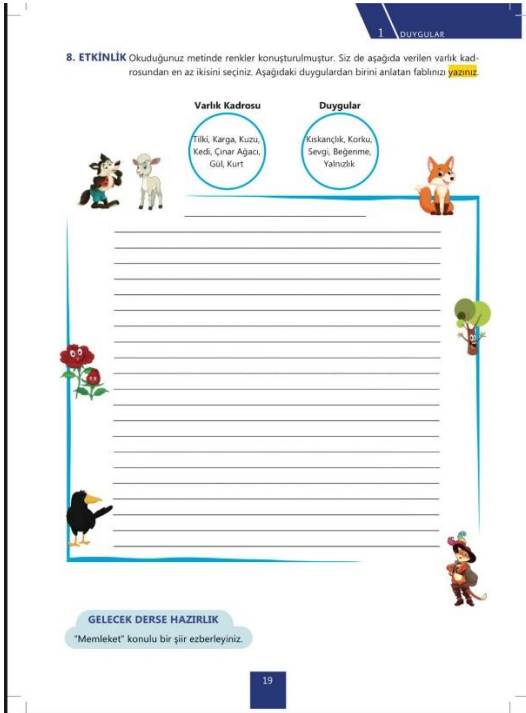 1 DUYGULAR
8. ETKİNLİK Okuduğunuz metinde renkler konuşturulmuştur. Siz de aşağıda verilen varlık kad-
rosundan en az ikisini seçiniz. Aşağıdaki duygulardan birini anlatan fablınızı yazınız.
Varlık Kadrosu
Tilki, Karga, Kuzu,
Kedi, Çınar Ağacı,
Gül, Kurt
Duygular
Kıskançlık, Korku,
Sevgi, Beğenme,
Yalnızlık
GELECEK DERSE HAZIRLIK
"Memleket" konulu bir şiir ezberleyiniz.
19